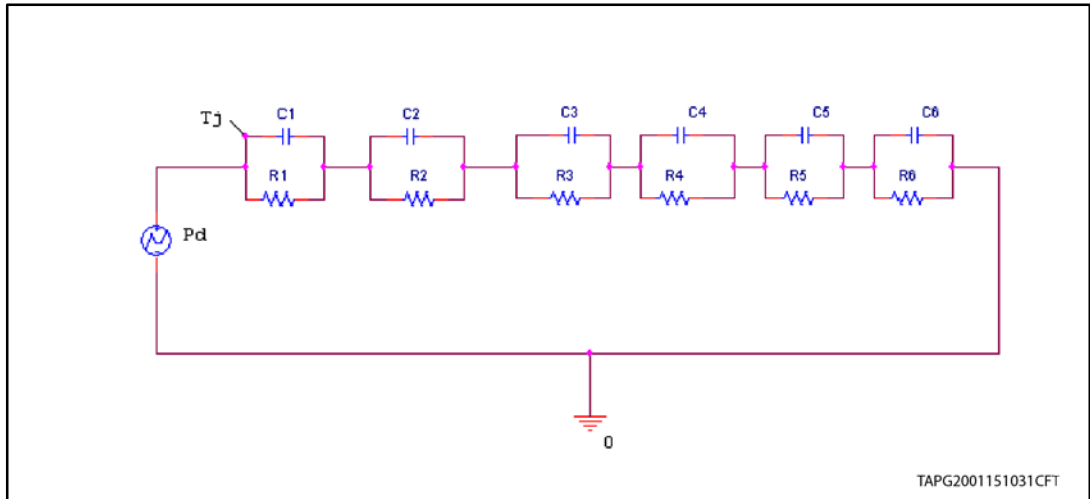 Tj
C1 C2 C3 C4 C5 C6
R1 R2 R3 R4 R5 R6
Pd
0
TAPG2001151031CFT